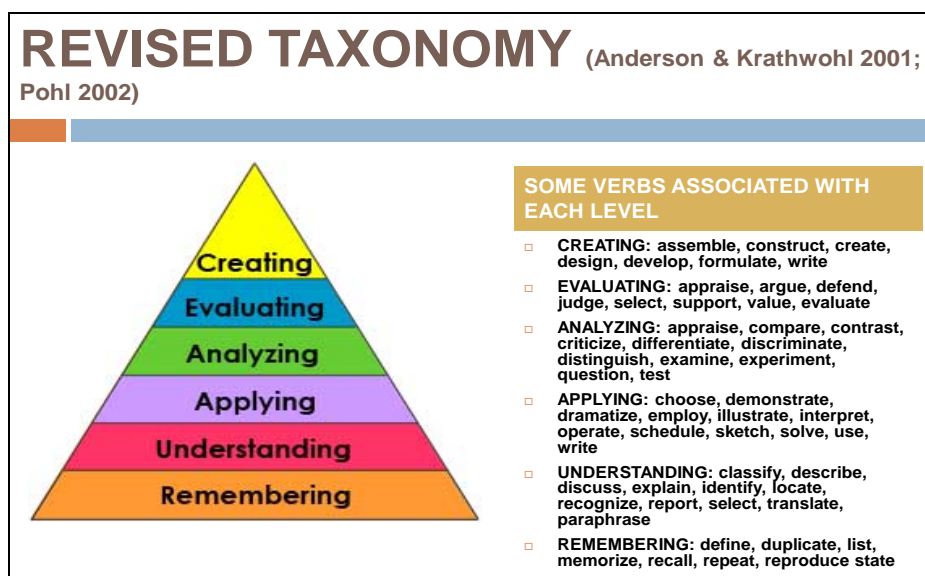 REVISED TAXONOMY (Anderson & Krathwohl 2001;
Pohl 2002)
Creating
Evaluating
Analyzing
Applying
Understanding
Remembering
SOME VERBS ASSOCIATED WITH
EACH LEVEL
CREATING: assemble, construct, create,
design, develop, formulate, write
EVALUATING: appraise, argue, defend,
judge, select, support, value, evaluate
ANALYZING: appraise, compare, contrast,
criticize, differentiate, discriminate,
distinguish, examine, experiment,
question, test
APPLYING: choose, demonstrate,
dramatize, employ, illustrate, interpret,
operate, schedule, sketch, solve, use,
write
UNDERSTANDING: classify, describe,
discuss, explain, identify, locate,
recognize, report, select, translate,
paraphrase
REMEMBERING: define, duplicate, list,
memorize, recall, repeat, reproduce state